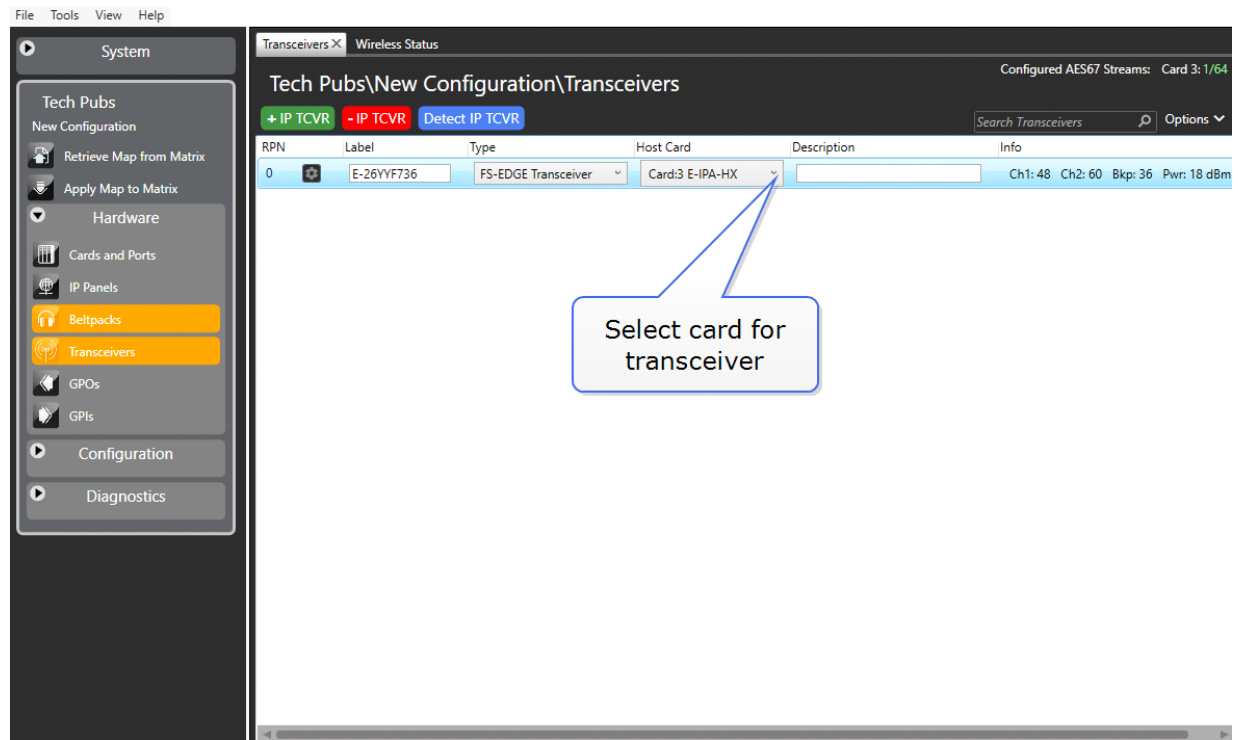 File Tools View Help
System
Tech Pubs
New Configuration
Retrieve Map from Matrix
Apply Map to Matrix
Hardware
Cards and Ports
IP Panels
Beltpacks
Transceivers
GPOs
GPIs
Configuration
Diagnostics
Transceivers Wireless Status
Configured AES67 Streams: Card 3: 1/64
Tech Pubs\New Configuration\Transceivers
+ IP TCVR - IP TCVR Detect IP TCVR Search Transceivers Options
RPN Label Type Host Card Description Info
0 E-26YYF736 FS-EDGE Transceiver Card:3 E-IPA-HX Ch1: 48 Ch2: 60 Bkp: 36 Pwr: 18 dBm
Select card for
transceiver